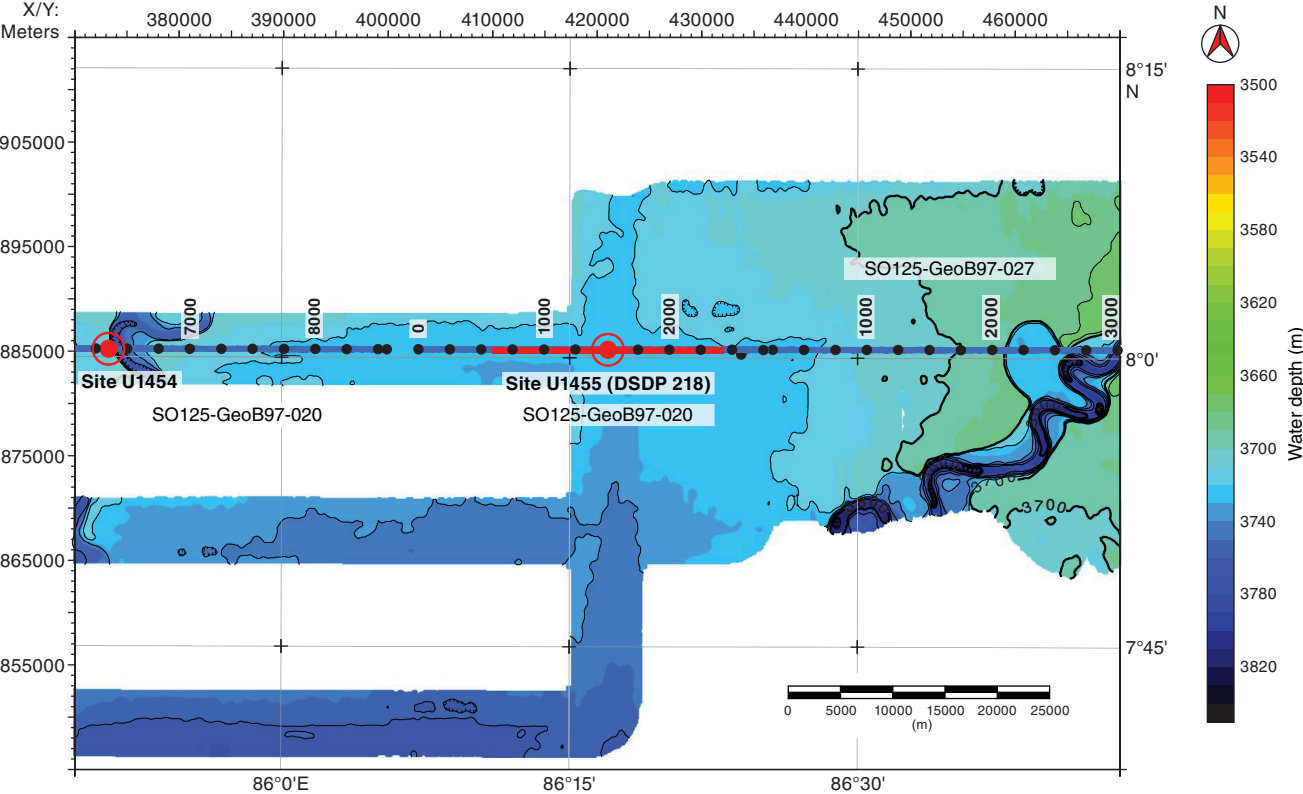 X/Y:
Meters
380000 390000 400000 410000 420000 430000 440000 450000 460000
N
8°15'
N
905000
895000
885000
875000
865000
855000
SO125-GeoB97-027
7000 8000 0 1000 2000 1000 2000 3000
8°0'
Site U1454
Site U1455 (DSDP 218)
SO125-GeoB97-020
SO125-GeoB97-020
3700
3700
7°45'
0 5000 10000 15000 20000 25000
(m)
86°0'E 86°15' 86°30'
3500
3540
3580
3620
3660
3700
3740
3780
3820
Water depth (m)